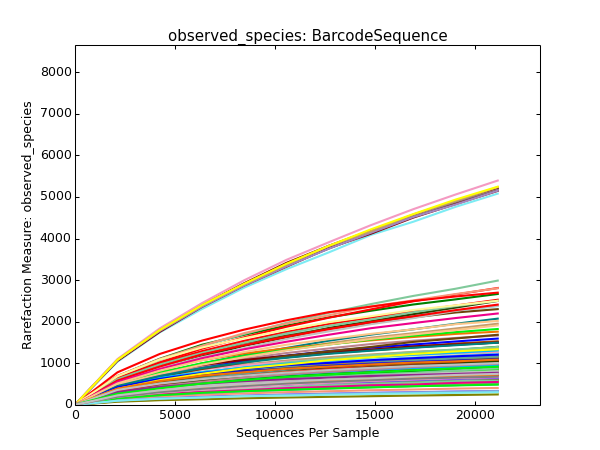 observed_species: BarcodeSequence
8000
7000
6000
5000
4000
3000
2000
1000
0
Rarefaction Measure: observed_species
0 5000 10000 15000 20000
Sequences Per Sample